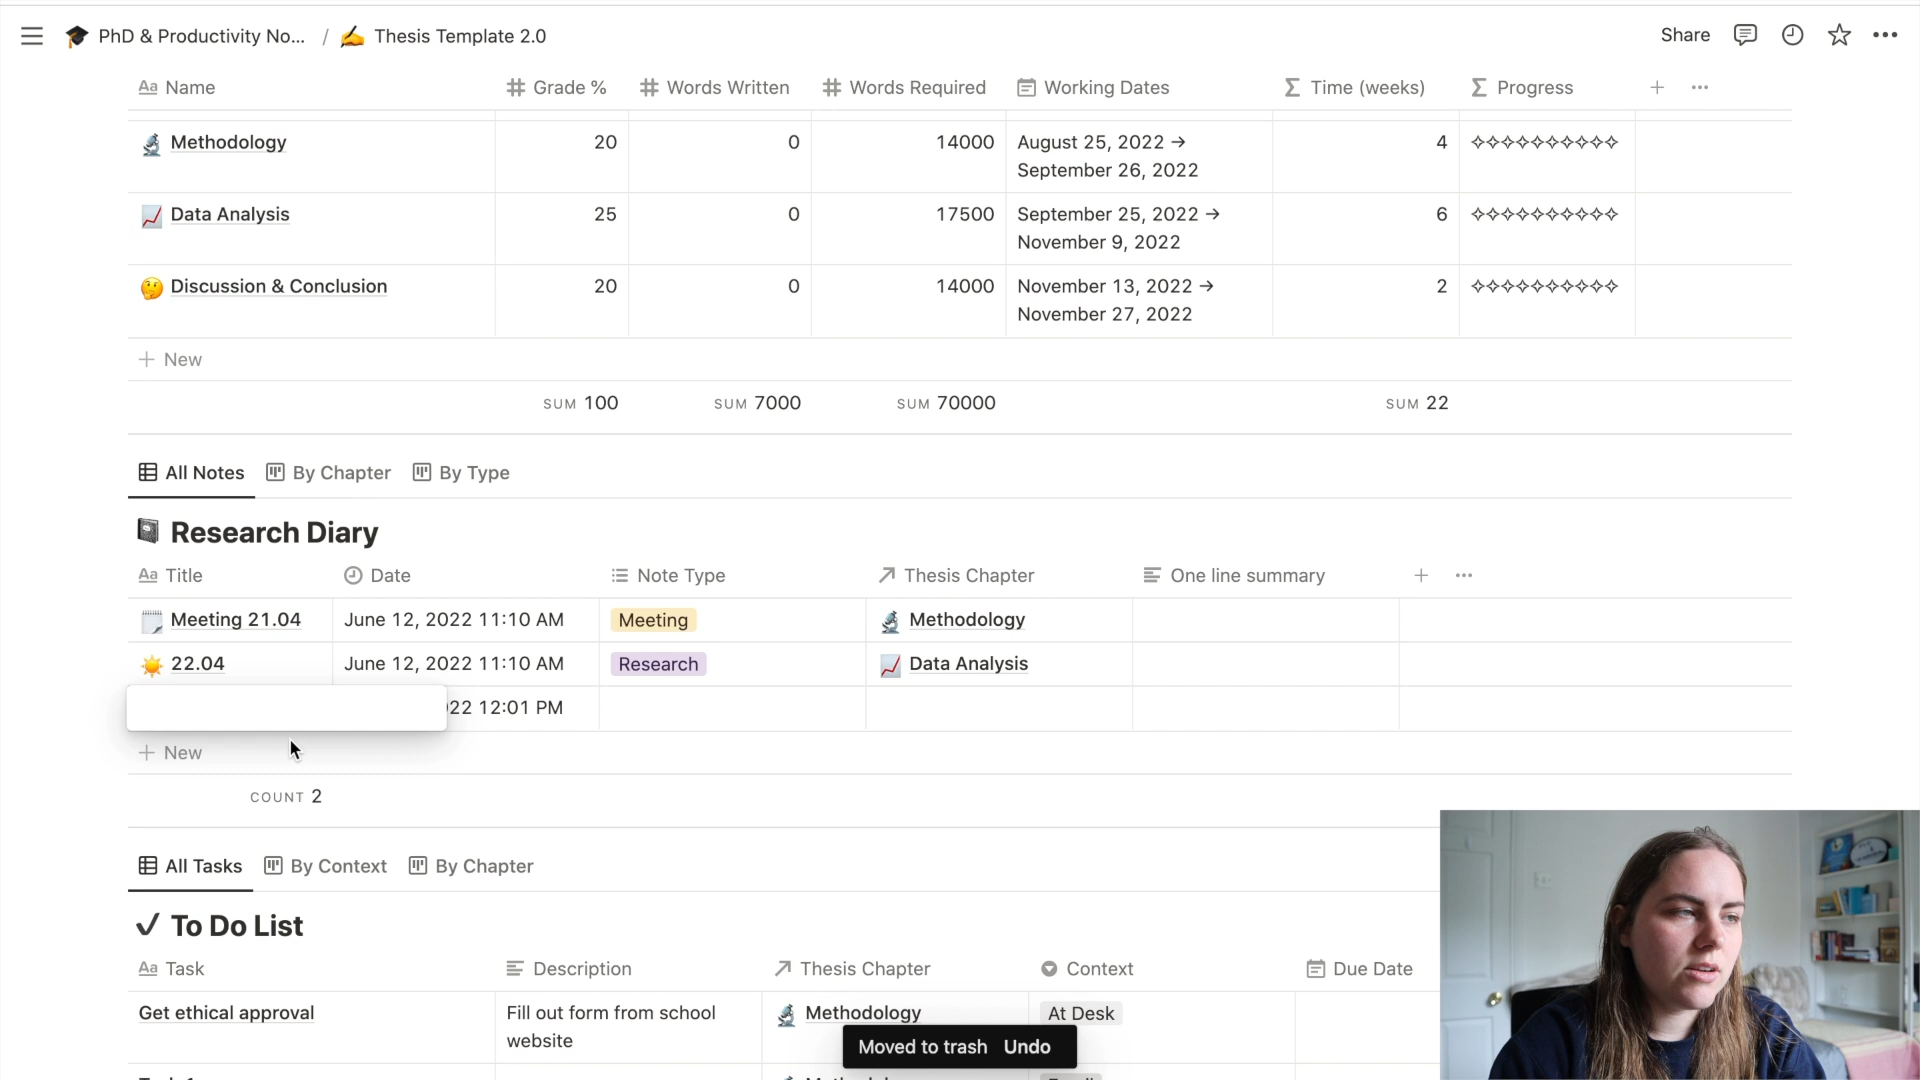 PhD & Productivity No... / Thesis Template 2.0 Share
Aa Name Grade % Words Written Words Required Working Dates Time (weeks) Progress
Methodology 20 0 14000 August 25, 2022 → 4
September 26, 2022
Data Analysis 25 0 17500 September 25, 2022 → 6
November 9, 2022
Discussion & Conclusion 20 0 14000 November 13, 2022 → 2
November 27, 2022
+ New
SUM 100 SUM 7000 SUM 70000 SUM 22
All Notes By Chapter By Type
Research Diary
Aa Title Date Note Type Thesis Chapter One line summary
Meeting 21.04 June 12, 2022 11:10 AM Meeting Methodology
22.04 June 12, 2022 11:10 AM Research Data Analysis
22 12:01 PM
+ New
COUNT 2
All Tasks By Context By Chapter
To Do List
Aa Task Description Thesis Chapter Context Due Date
Get ethical approval Fill out form from school Methodology At Desk
website
Moved to trash Undo